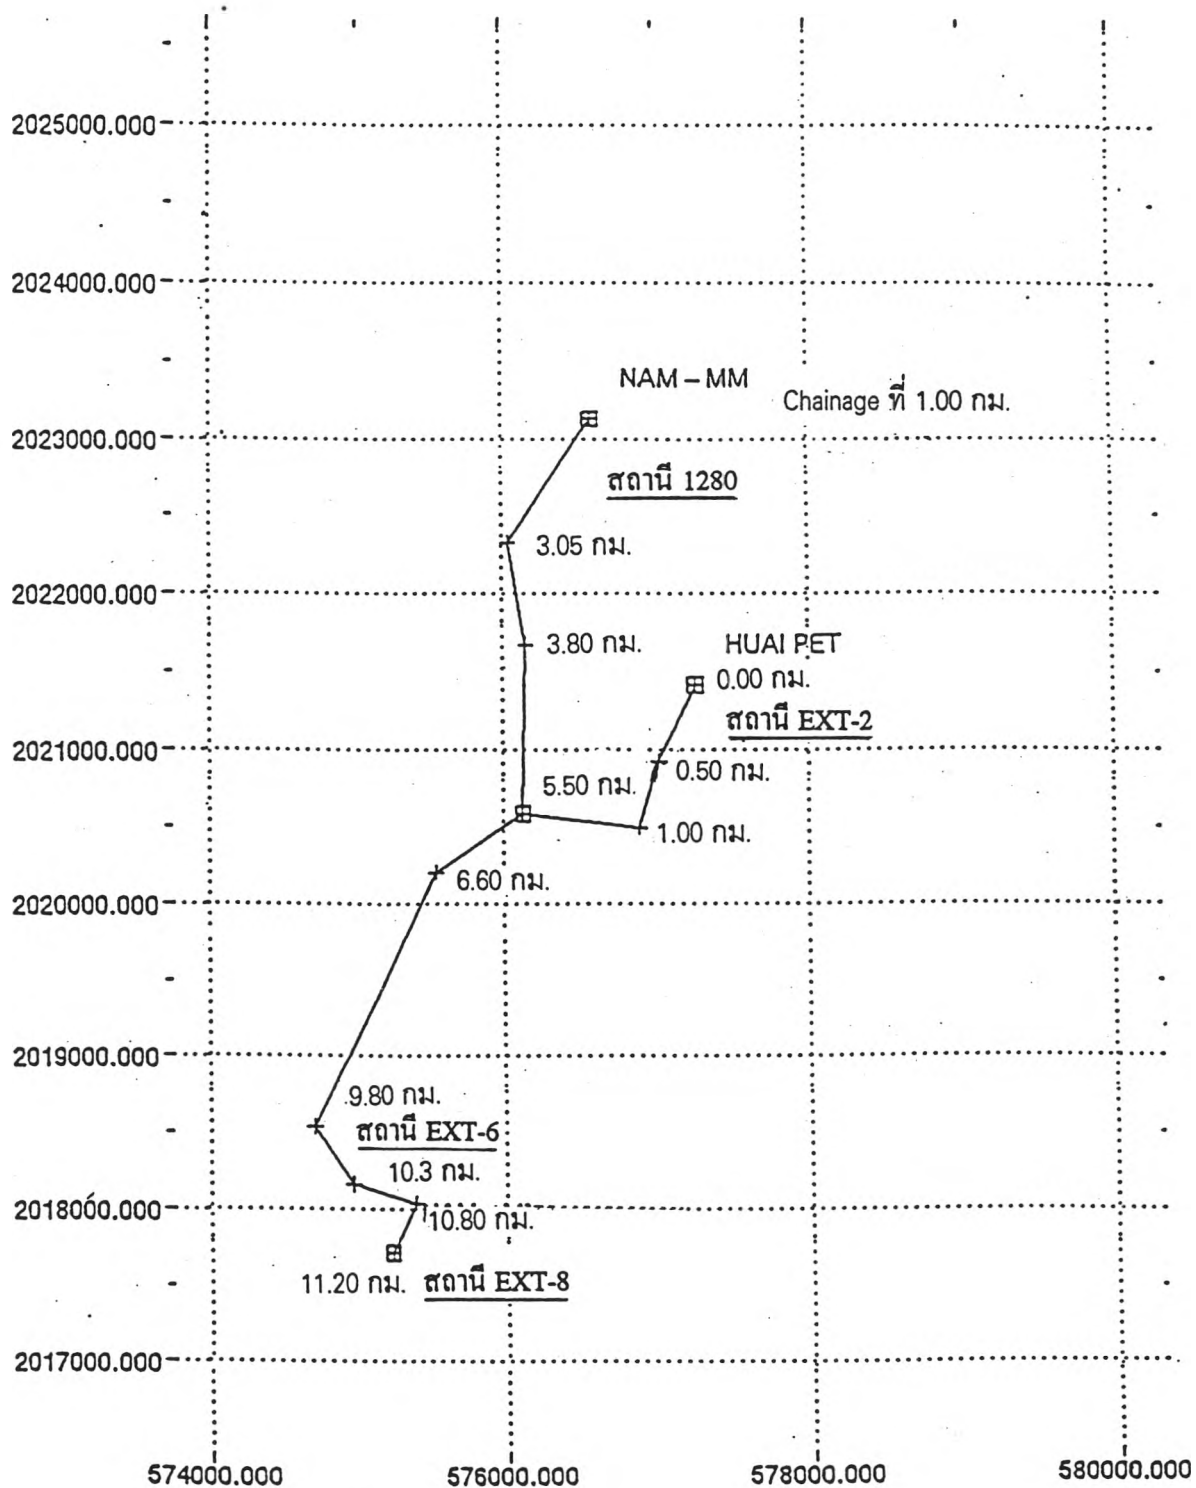 2025000.000
2024000.000
NAM – MM
Chainage ที่ 1.00 กม.
2023000.000
สถานี 1280
3.05 กม.
2022000.000
3.80 กม.
HUAI PET
0.00 กม.
สถานี EXT-2
2021000.000
0.50 กม.
5.50 กม.
1.00 กม.
6.60 กม.
2020000.000
2019000.000
9.80 กม.
สถานี EXT-6
10.3 กม.
2018000.000
10.80 กม.
11.20 กม. สถานี EXT-8
2017000.000
574000.000 576000.000 578000.000 580000.000